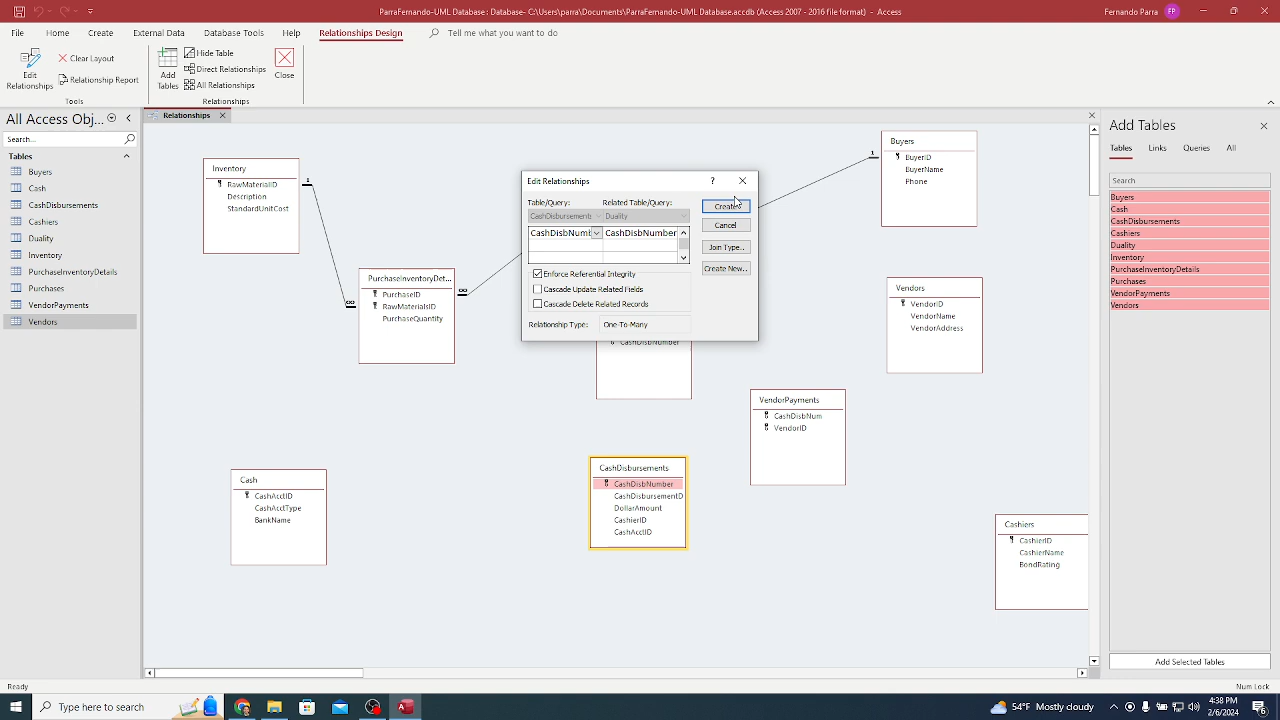 ParraFernando-UML Database : Database- C:\Users\parra\Documents\ParraFernando-UML Database.accdb (Access 2007 - 2016 file format) - Access
Fernando Parra
FP
File
Home
Create
External Data
Database Tools
Help
Relationships Design
Tell me what you want to do
Edit
Relationships
Clear Layout
Relationship Report
Tools
Add
Tables
Hide Table
Direct Relationships
All Relationships
Close
Relationships
All Access Obj...
Search...
Tables
Buyers
Cash
CashDisbursements
Cashiers
Duality
Inventory
PurchaseInventoryDetails
Purchases
VendorPayments
Vendors
Relationships
Inventory
RawMaterialID
Description
StandardUnitCost
1
∞
PurchaseInventoryDet...
PurchaseID
RawMaterialID
PurchaseQuantity
∞
Edit Relationships
?
Table/Query:
Related Table/Query:
CashDisbursements
Duality
CashDisbNumb
CashDisbNumber
Create
Cancel
Join Type..
Create New..
Enforce Referential Integrity
Cascade Update Related Fields
Cascade Delete Related Records
Relationship Type:
One-To-Many
CashDisbNumber
1
Buyers
BuyerID
BuyerName
Phone
Vendors
VendorID
VendorName
VendorAddress
VendorPayments
CashDisbNum
VendorID
CashDisbursements
CashDisbNumber
CashDisbursementD
DollarAmount
CashierID
CashAcctID
Cash
CashAcctID
CashAcctType
BankName
Cashiers
CashierID
CashierName
BondRating
Add Tables
Tables
Links
Queries
All
Search
Buyers
Cash
CashDisbursements
Cashiers
Duality
Inventory
PurchaseInventoryDetails
Purchases
VendorPayments
Vendors
Add Selected Tables
Ready
Num Lock
Type here to search
54°F Mostly cloudy
4:38 PM
2/6/2024